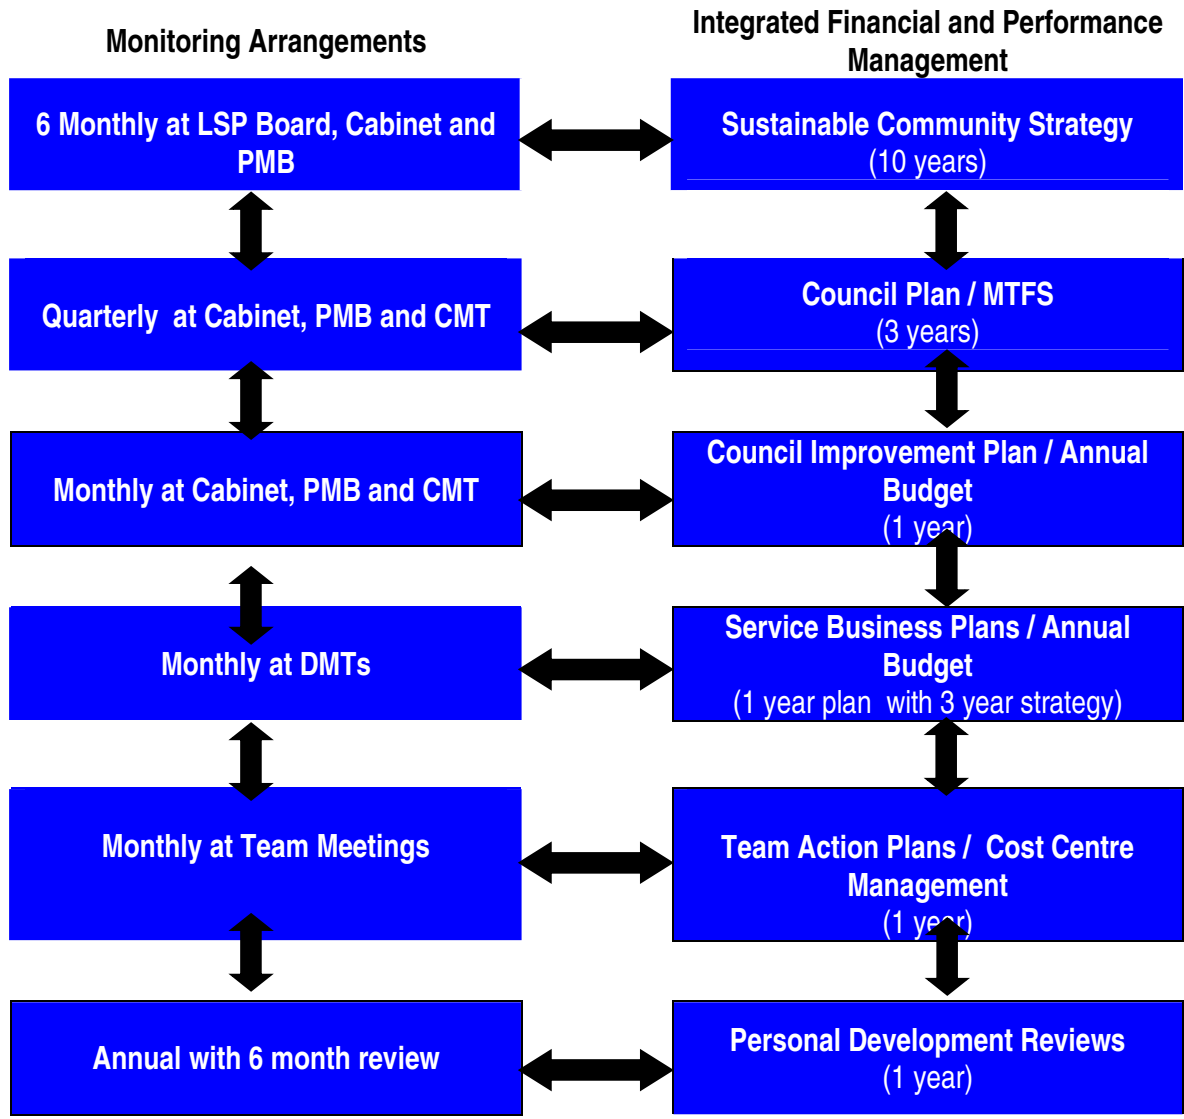 Monitoring Arrangements
Integrated Financial and Performance
Management
6 Monthly at LSP Board, Cabinet and
PMB
Sustainable Community Strategy
(10 years)
Quarterly at Cabinet, PMB and CMT
Council Plan / MTFS
(3 years)
Monthly at Cabinet, PMB and CMT
Council Improvement Plan / Annual
Budget
(1 year)
Monthly at DMTs
Service Business Plans / Annual
Budget
(1 year plan with 3 year strategy)
Monthly at Team Meetings
Team Action Plans / Cost Centre
Management
(1 year)
Annual with 6 month review
Personal Development Reviews
(1 year)